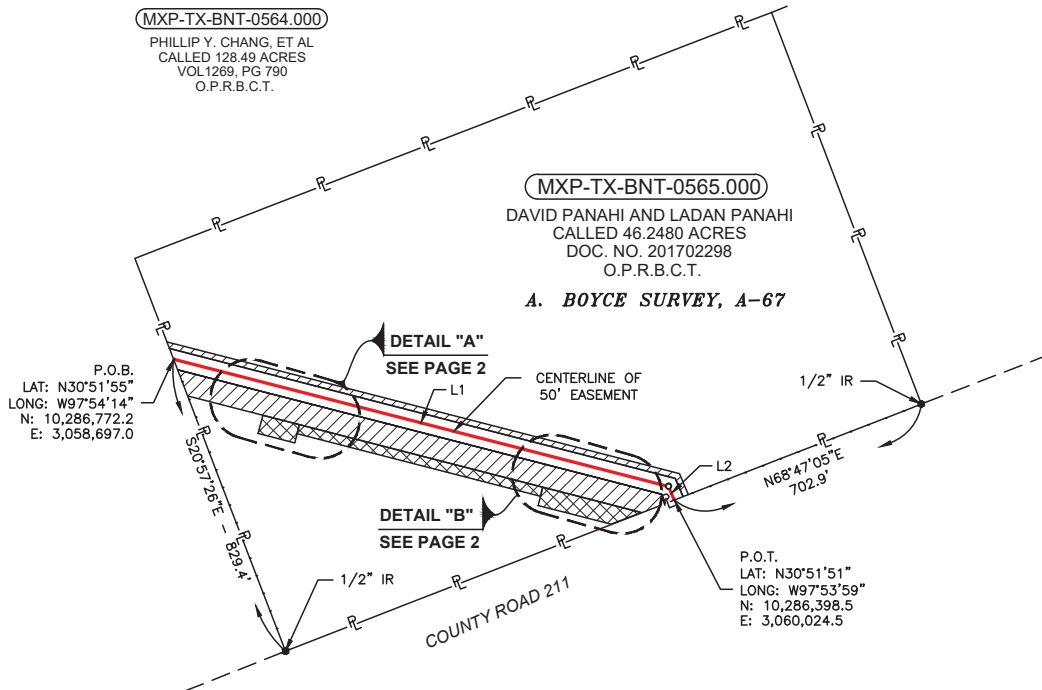 MXP-TX-BNT-0564.000
PHILLIP Y. CHANG, ET AL
CALLED 128.49 ACRES
VOL1269, PG 790
O.P.R.B.C.T.
MXP-TX-BNT-0565.000
DAVID PANAHI AND LADAN PANAHI
CALLED 46.2480 ACRES
DOC. NO. 201702298
O.P.R.B.C.T.
A. BOYCE SURVEY, A-67
DETAIL "A"
SEE PAGE 2
P.O.B.
LAT: N30°51'55"
LONG: W97°54'14"
N: 10,286,772.2
E: 3,058,697.0
L1
CENTERLINE OF
50' EASEMENT
1/2" IR
L2
N68°47'05"E
702.9'
S20°57'26"E - 829.4'
DETAIL "B"
SEE PAGE 2
P.O.T.
LAT: N30°51'51"
LONG: W97°53'59"
N: 10,286,398.5
E: 3,060,024.5
1/2" IR
COUNTY ROAD 211